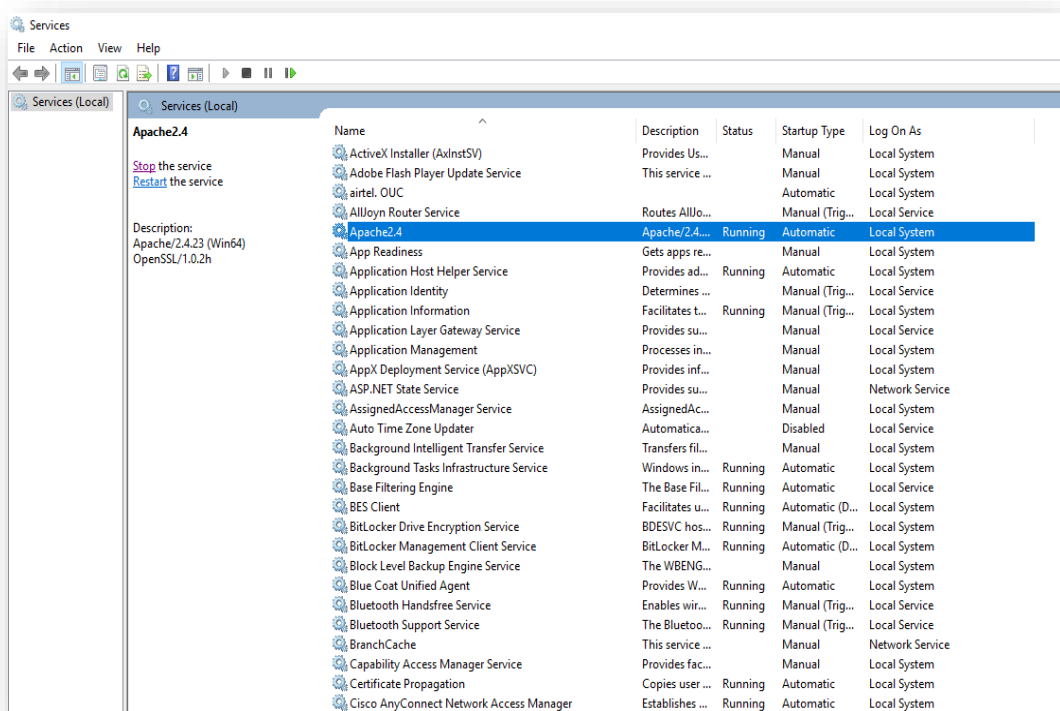 Services
File Action View Help
Services (Local)
Services (Local)
Apache2.4
Stop the service
Restart the service
Description:
Apache/2.4.23 (Win64)
OpenSSL/1.0.2h
Name Description Status Startup Type Log On As
ActiveX Installer (AxInstSV) Provides Us... Manual Local System
Adobe Flash Player Update Service This service ... Manual Local System
airtel. OUC Automatic Local System
AllJoyn Router Service Routes AllJo... Manual (Trig... Local Service
Apache2.4 Apache/2.4.... Running Automatic Local System
App Readiness Gets apps re... Manual Local System
Application Host Helper Service Provides ad... Running Automatic Local System
Application Identity Determines ... Manual (Trig... Local Service
Application Information Facilitates t... Running Manual (Trig... Local System
Application Layer Gateway Service Provides su... Manual Local Service
Application Management Processes in... Manual Local System
AppX Deployment Service (AppXSVC) Provides inf... Manual Local System
ASP.NET State Service Provides su... Manual Network Service
AssignedAccessManager Service AssignedAc... Manual Local System
Auto Time Zone Updater Automatica... Disabled Local Service
Background Intelligent Transfer Service Transfers fil... Manual Local System
Background Tasks Infrastructure Service Windows in... Running Automatic Local System
Base Filtering Engine The Base Fil... Running Automatic Local Service
BES Client Facilitates u... Running Automatic (D... Local System
BitLocker Drive Encryption Service BDESVC hos... Running Manual (Trig... Local System
BitLocker Management Client Service BitLocker M... Running Automatic (D... Local System
Block Level Backup Engine Service The WBENG... Manual Local System
Blue Coat Unified Agent Provides W... Running Automatic Local System
Bluetooth Handsfree Service Enables wir... Running Manual (Trig... Local Service
Bluetooth Support Service The Bluetoo... Running Manual (Trig... Local Service
BranchCache This service ... Manual Network Service
Capability Access Manager Service Provides fac... Manual Local System
Certificate Propagation Copies user ... Running Automatic Local System
Cisco AnyConnect Network Access Manager Establishes ... Running Automatic Local System